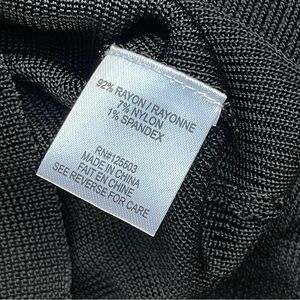 92% RAYON / RAYONNE
7% NYLON
1% SPANDEX
RN#125503
MADE IN CHINA
FAIT EN CHINE
SEE REVERSE FOR CARE